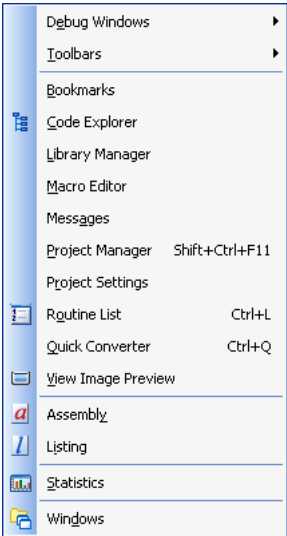 Debug Windows
Toolbars
Bookmarks
Code Explorer
Library Manager
Macro Editor
Messages
Project Manager Shift+Ctrl+F11
Project Settings
Routine List Ctrl+L
Quick Converter Ctrl+Q
View Image Preview
a Assembly
l Listing
Statistics
Windows